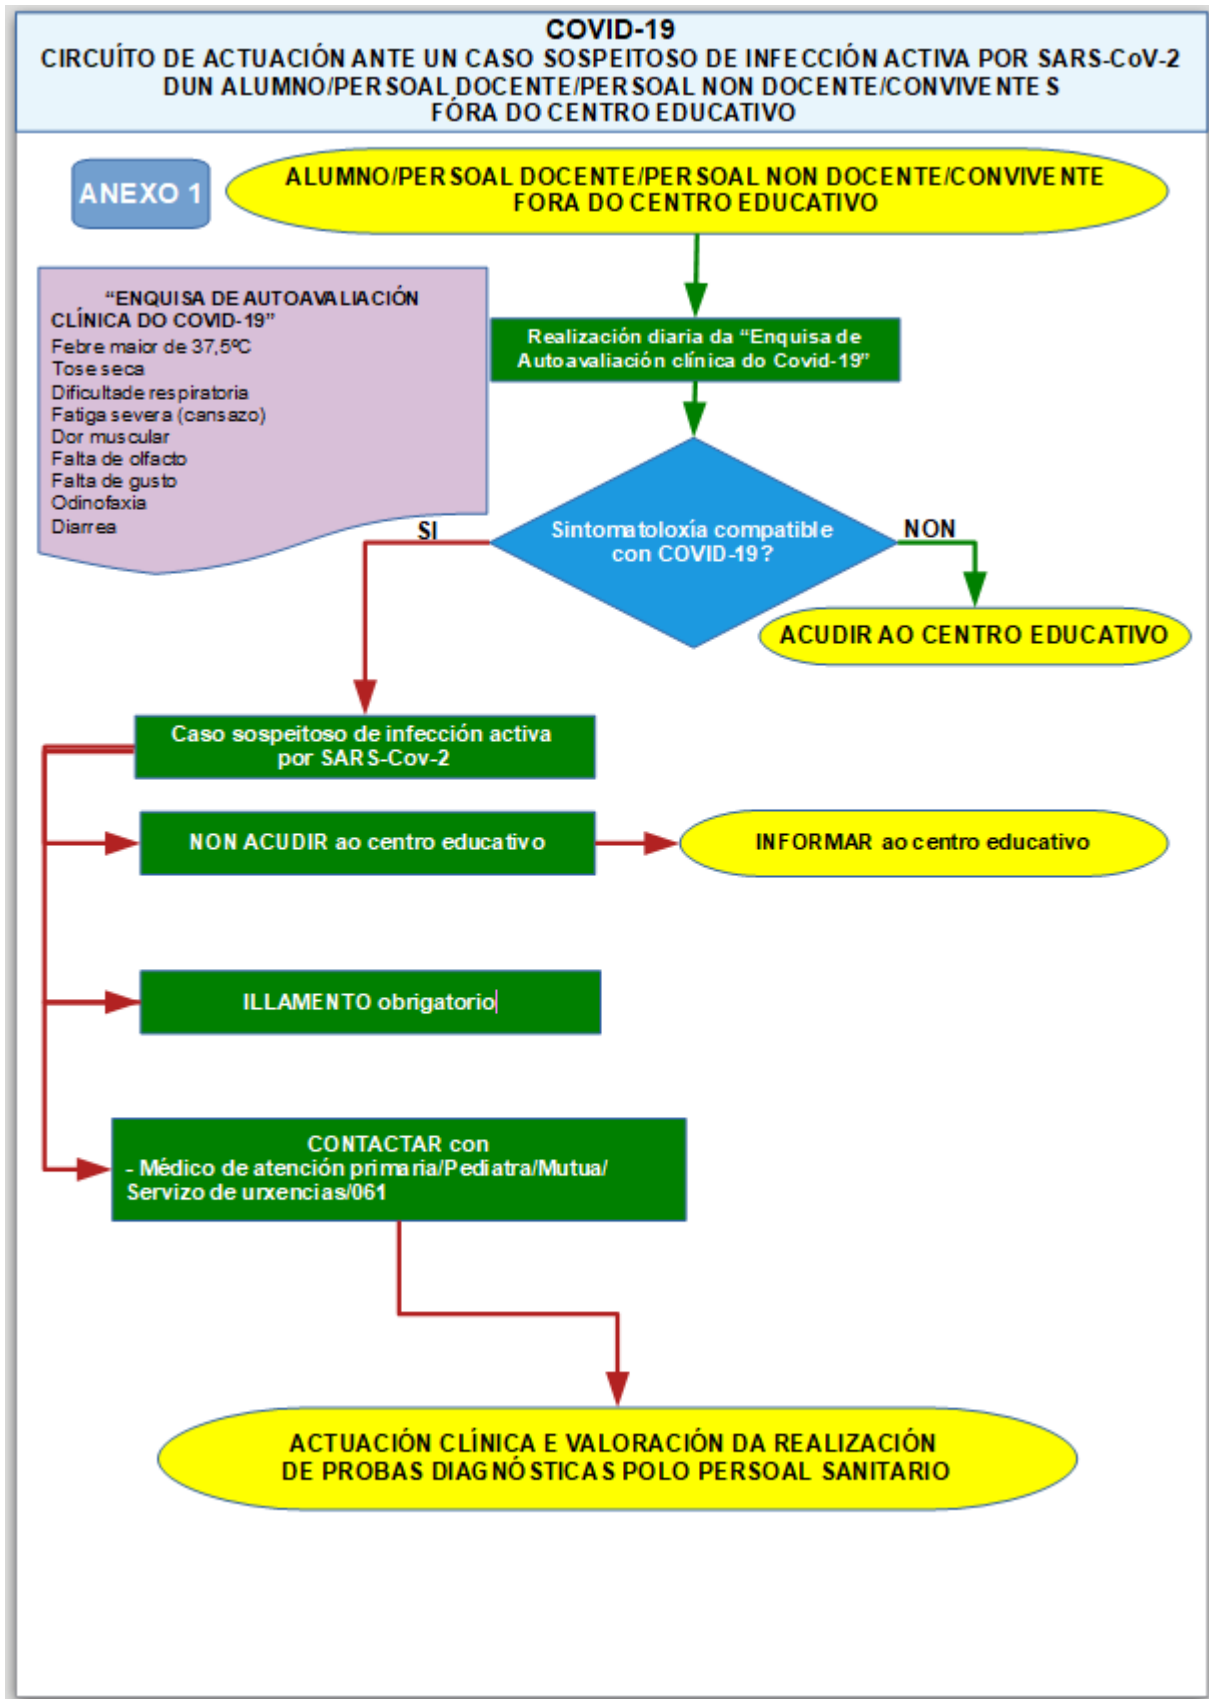 COVID-19
CIRCUÍTO DE ACTUACIÓN ANTE UN CASO SOSPEITOSO DE INFECCIÓN ACTIVA POR SARS-CoV-2
DUN ALUMNO/PERSOAL DOCENTE/PERSOAL NON DOCENTE/CONVIVENTE S
FÓRA DO CENTRO EDUCATIVO
ANEXO 1
ALUMNO/PERSOAL DOCENTE/PERSOAL NON DOCENTE/CONVIVENTE
FORA DO CENTRO EDUCATIVO
“ENQUISA DE AUTOAVALIACIÓN
CLÍNICA DO COVID-19”
Febre maior de 37,5ºC
Tose seca
Dificultade respiratoria
Fatiga severa (cansazo)
Dor muscular
Falta de olfacto
Falta de gusto
Odinofaxia
Diarrea
Realización diaria da “Enquisa de
Autoavaliación clínica do Covid-19”
Sintomatoloxía compatible
con COVID-19?
SI
NON
ACUDIR AO CENTRO EDUCATIVO
Caso sospeitoso de infección activa
por SARS-Cov-2
NON ACUDIR ao centro educativo
INFORMAR ao centro educativo
ILLAMENTO obrigatorio
CONTACTAR con
- Médico de atención primaria/Pediatra/Mutua/
Servizo de urxencias/061
ACTUACIÓN CLÍNICA E VALORACIÓN DA REALIZACIÓN
DE PROBAS DIAGNÓSTICAS POLO PERSOAL SANITARIO